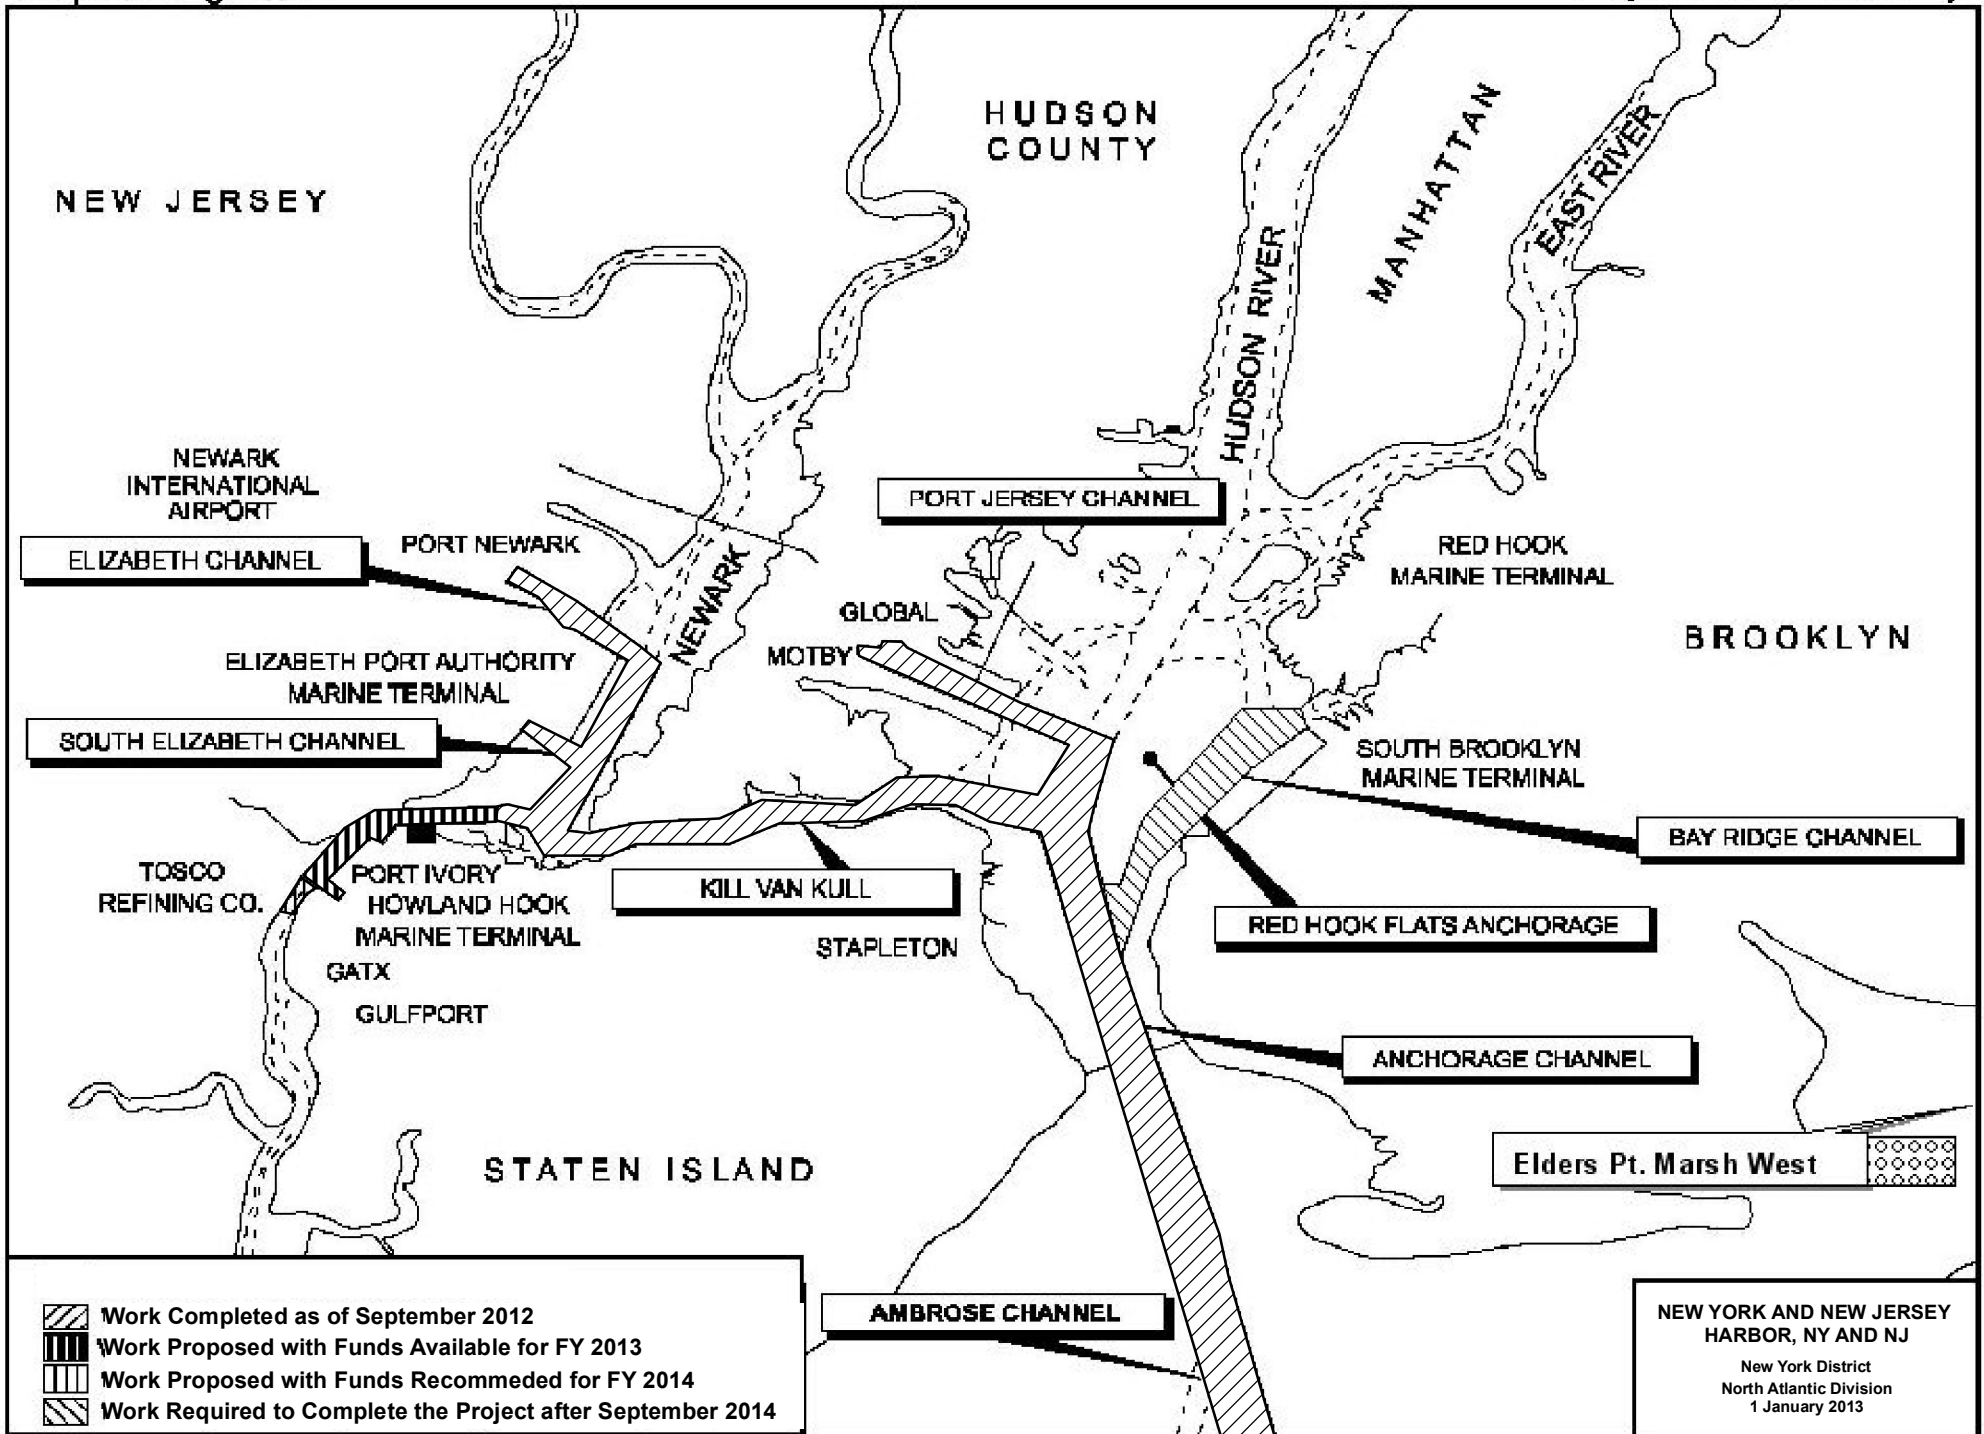 HUDSON
COUNTY
NEW JERSEY
MANHATTAN
EAST RIVER
HUDSON RIVER
NEWARK
INTERNATIONAL
AIRPORT
PORT JERSEY CHANNEL
ELIZABETH CHANNEL
PORT NEWARK
NEWARK
RED HOOK
MARINE TERMINAL
GLOBAL
MOTBY
BROOKLYN
ELIZABETH PORT AUTHORITY
MARINE TERMINAL
SOUTH ELIZABETH CHANNEL
SOUTH BROOKLYN
MARINE TERMINAL
BAY RIDGE CHANNEL
TOSCO
REFINING CO.
PORT IVORY
HOWLAND HOOK
MARINE TERMINAL
KILL VAN KULL
RED HOOK FLATS ANCHORAGE
STAPLETON
GATX
GULFPORT
ANCHORAGE CHANNEL
STATEN ISLAND
Elders Pt. Marsh West
AMBROSE CHANNEL
Work Completed as of September 2012
Work Proposed with Funds Available for FY 2013
Work Proposed with Funds Recommeded for FY 2014
Work Required to Complete the Project after September 2014
NEW YORK AND NEW JERSEY
HARBOR, NY AND NJ
New York District
North Atlantic Division
1 January 2013